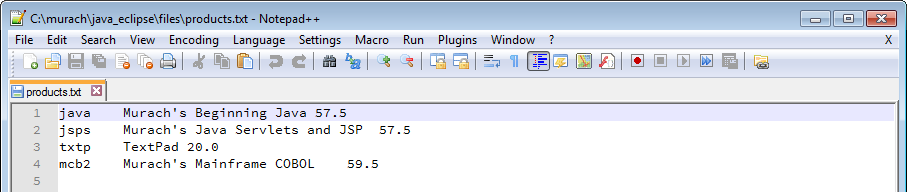 C:\murach\java_eclipse\files\products.txt - Notepad++
File Edit Search View Encoding Language Settings Macro Run Plugins Window ? X
products.txt
1 java Murach's Beginning Java 57.5
2 jsps Murach's Java Servlets and JSP 57.5
3 txtp TextPad 20.0
4 mcb2 Murach's Mainframe COBOL 59.5
5